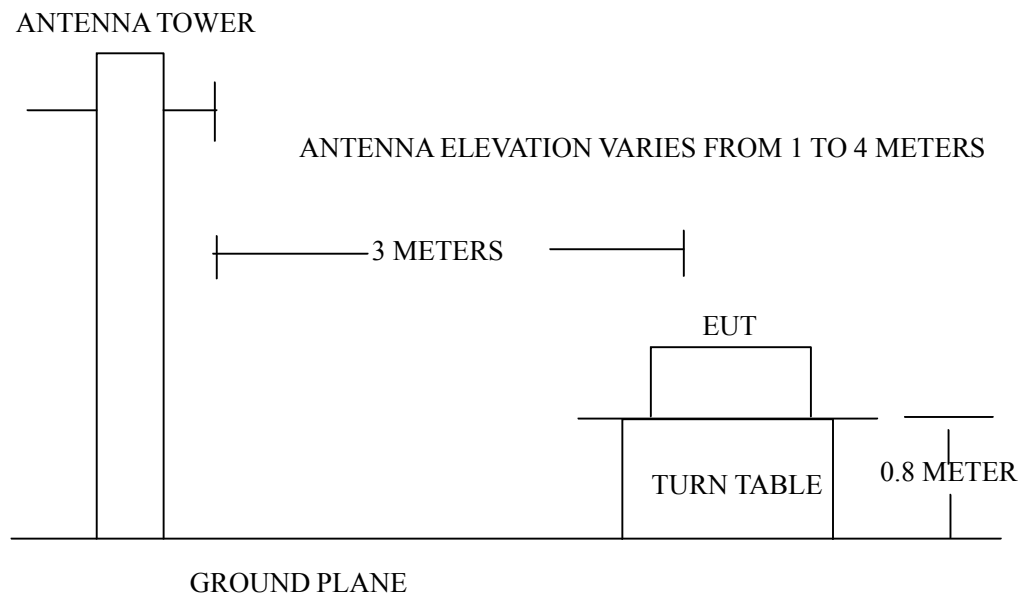 ANTENNA TOWER
ANTENNA ELEVATION VARIES FROM 1 TO 4 METERS
3 METERS
EUT
TURN TABLE
0.8 METER
GROUND PLANE